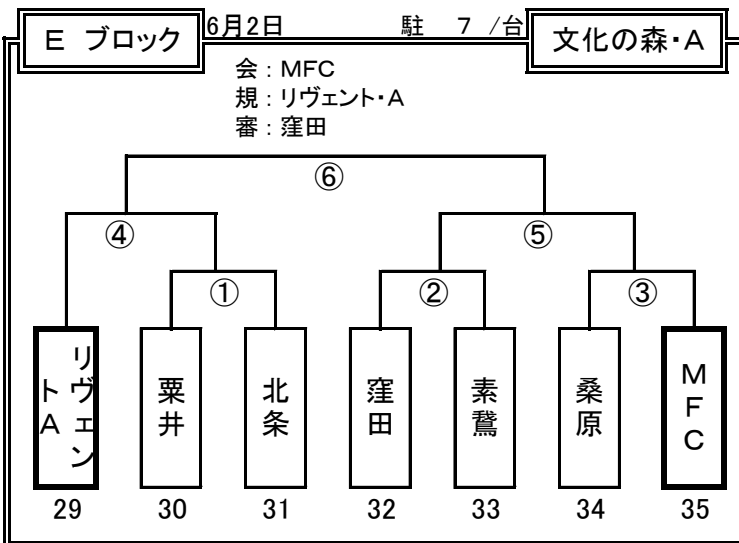 E ブロック
6月2日
駐 7 /台
文化の森・A
会：MFC
規：リヴェント・A
審：窪田
⑥
④
⑤
①
②
③
リヴェントA
粟井
北条
窪田
素鵞
桑原
MFC
29
30
31
32
33
34
35